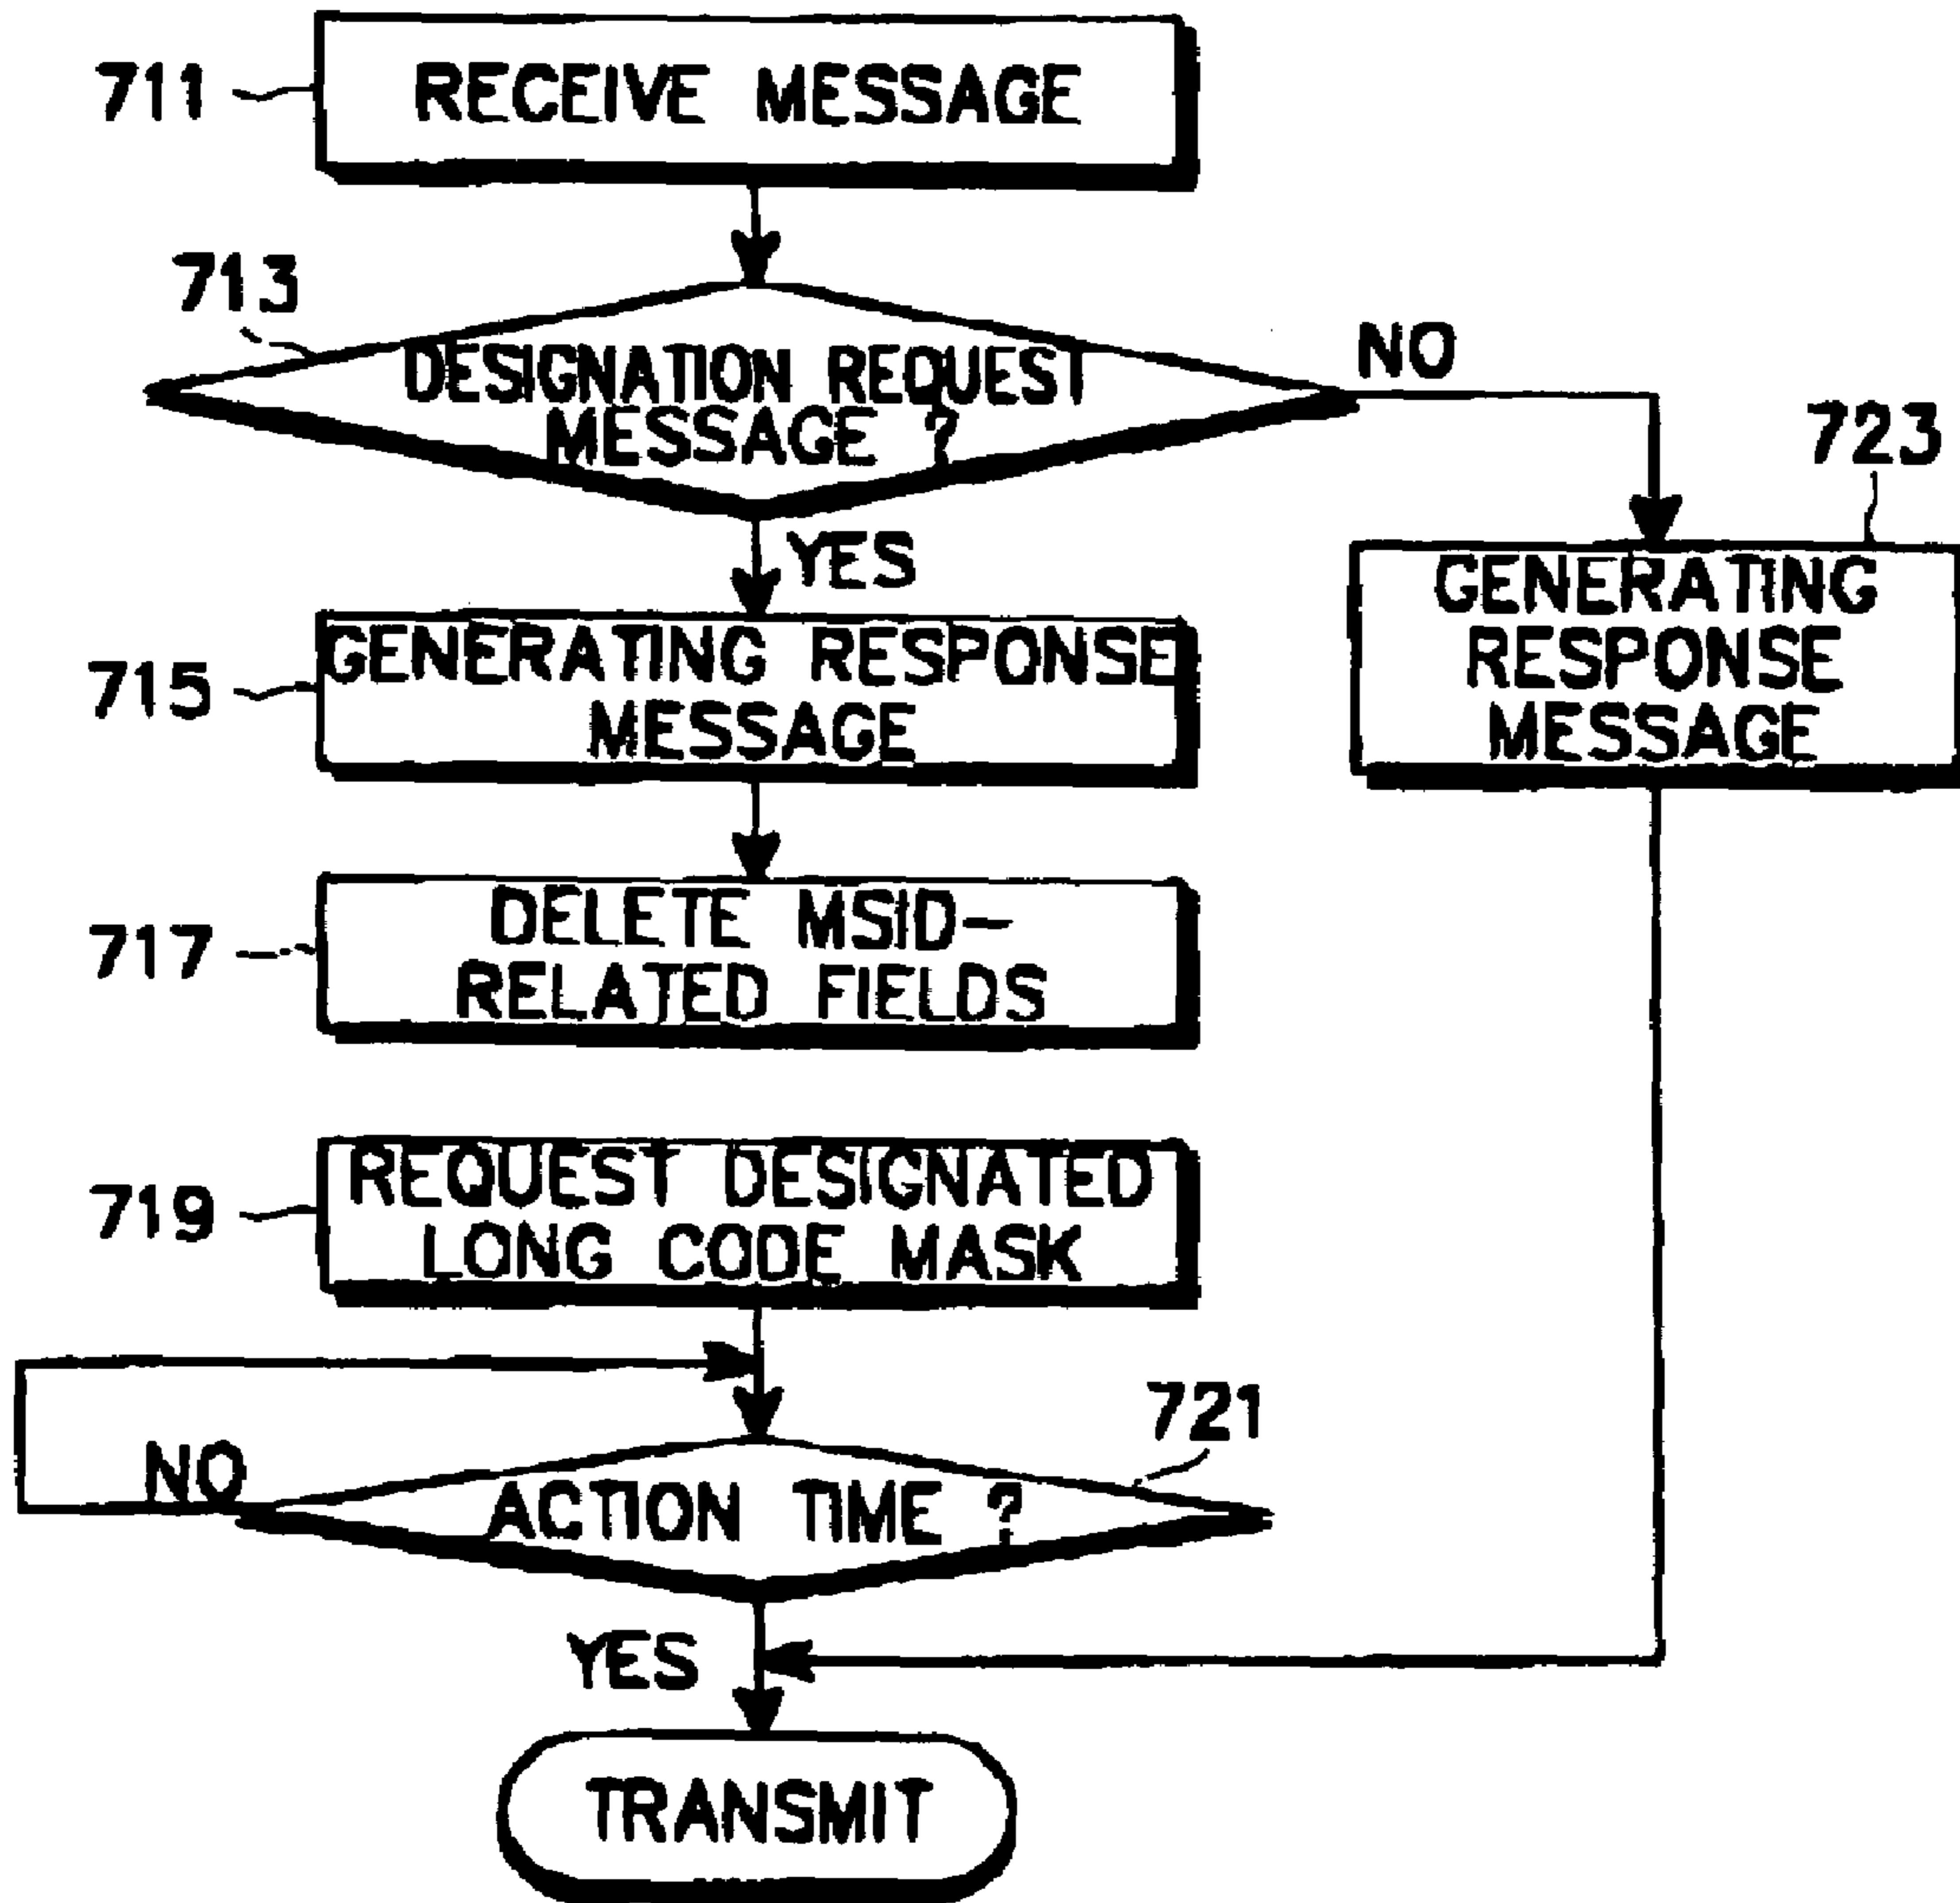 711
RECEIVE MESSAGE
713
DESIGNATION REQUEST
MESSAGE ?
NO
723
YES
GENERATING
RESPONSE
MESSAGE
715
GENERATING RESPONSE
MESSAGE
717
DELETE MSID-
RELATED FIELDS
719
REQUEST DESIGNATED
LONG CODE MASK
721
NO
ACTION TIME ?
YES
TRANSMIT